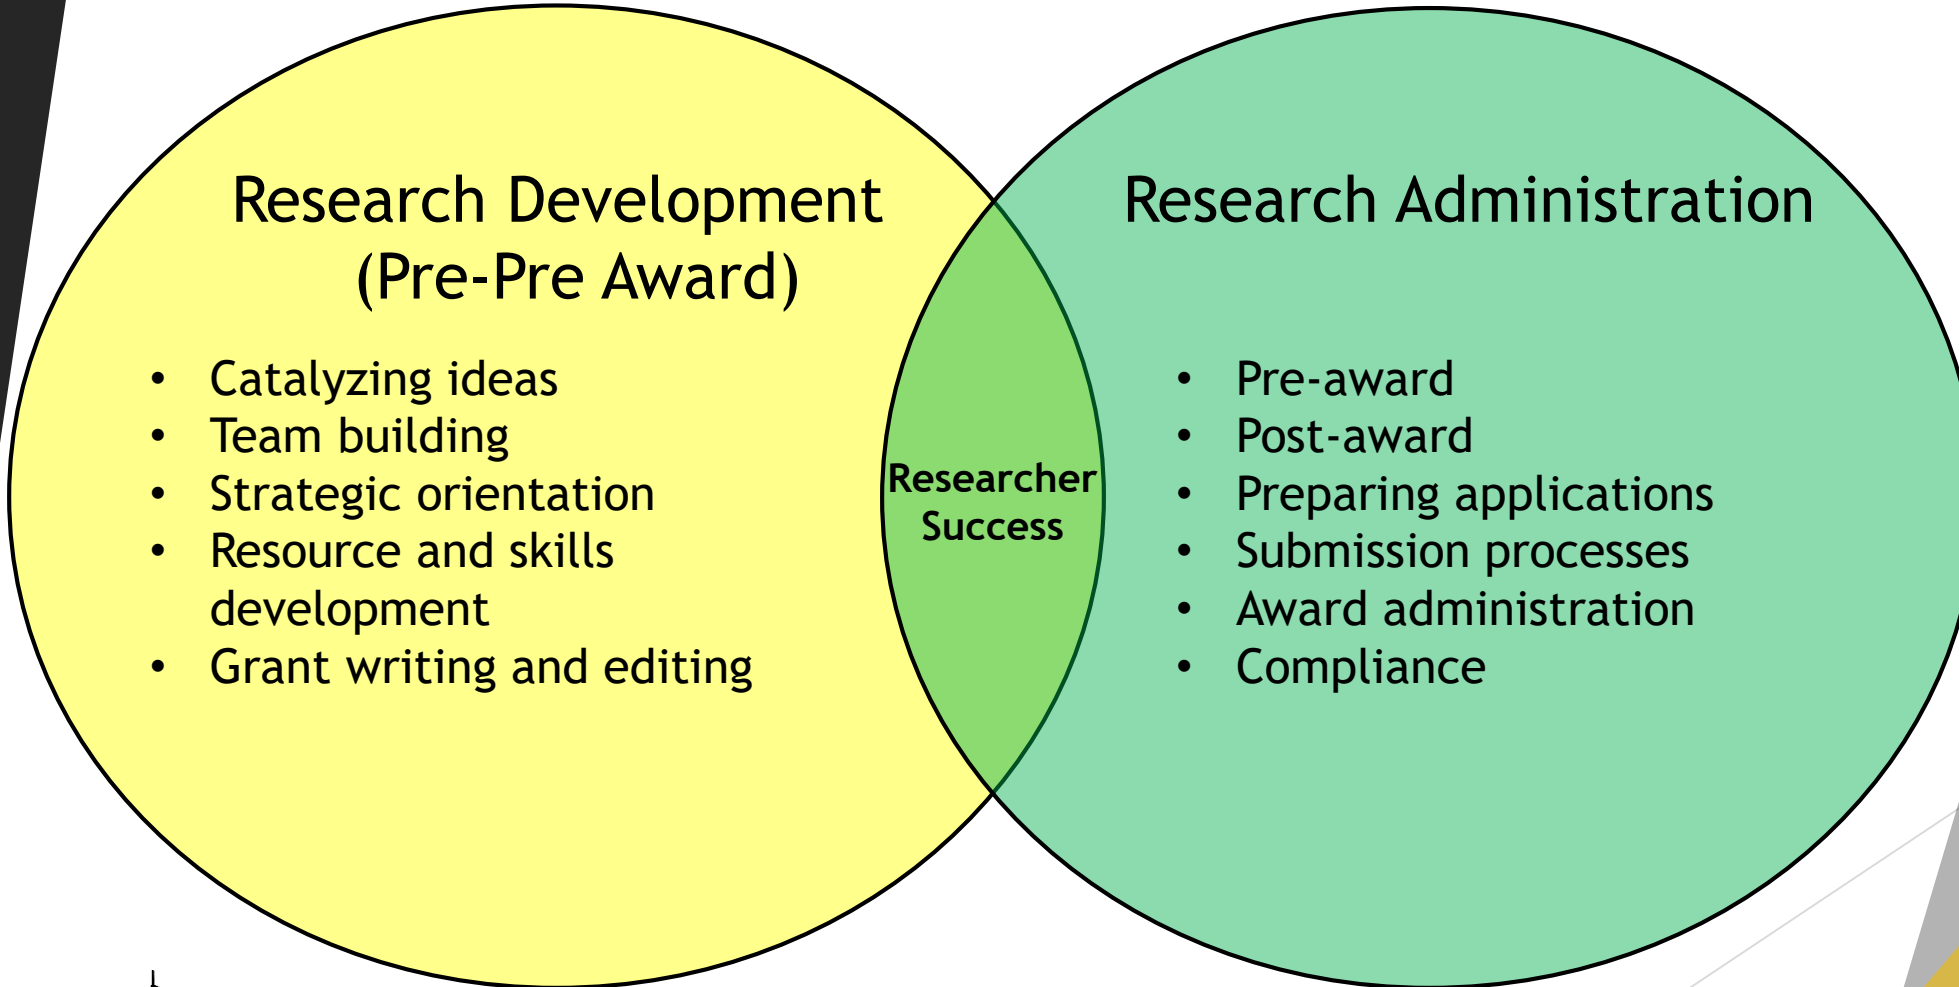 Research Development
(Pre-Pre Award)
• Catalyzing ideas
• Team building
• Strategic orientation
• Resource and skills
development
• Grant writing and editing
Researcher
Success
Research Administration
• Pre-award
• Post-award
• Preparing applications
• Submission processes
• Award administration
• Compliance